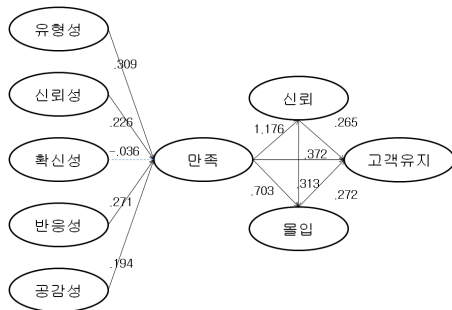 유형성
.309
신뢰성
신뢰
.226
1.176
.265
확신성
-.036
만족
.372
고객유지
.271
.703
.313
.272
반응성
몰입
.194
공감성